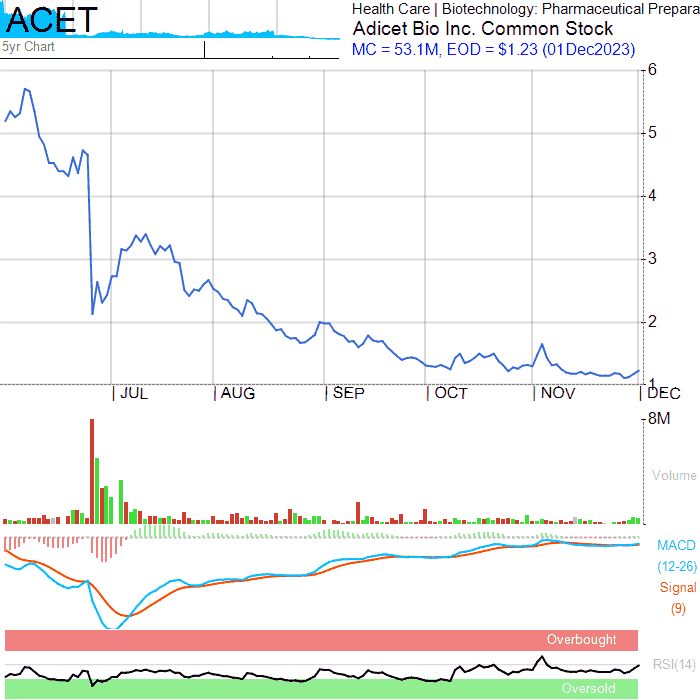 ACET
Health Care | Biotechnology: Pharmaceutical Prepara
Adicet Bio Inc. Common Stock
5yr Chart
MC = 53.1M, EOD = $1.23 (01Dec2023)
6
5
4
3
2
1
JUL
AUG
SEP
OCT
NOV
DEC
8M
Volume
MACD
(12-26)
Signal
(9)
Overbought
RSI(14)
Oversold